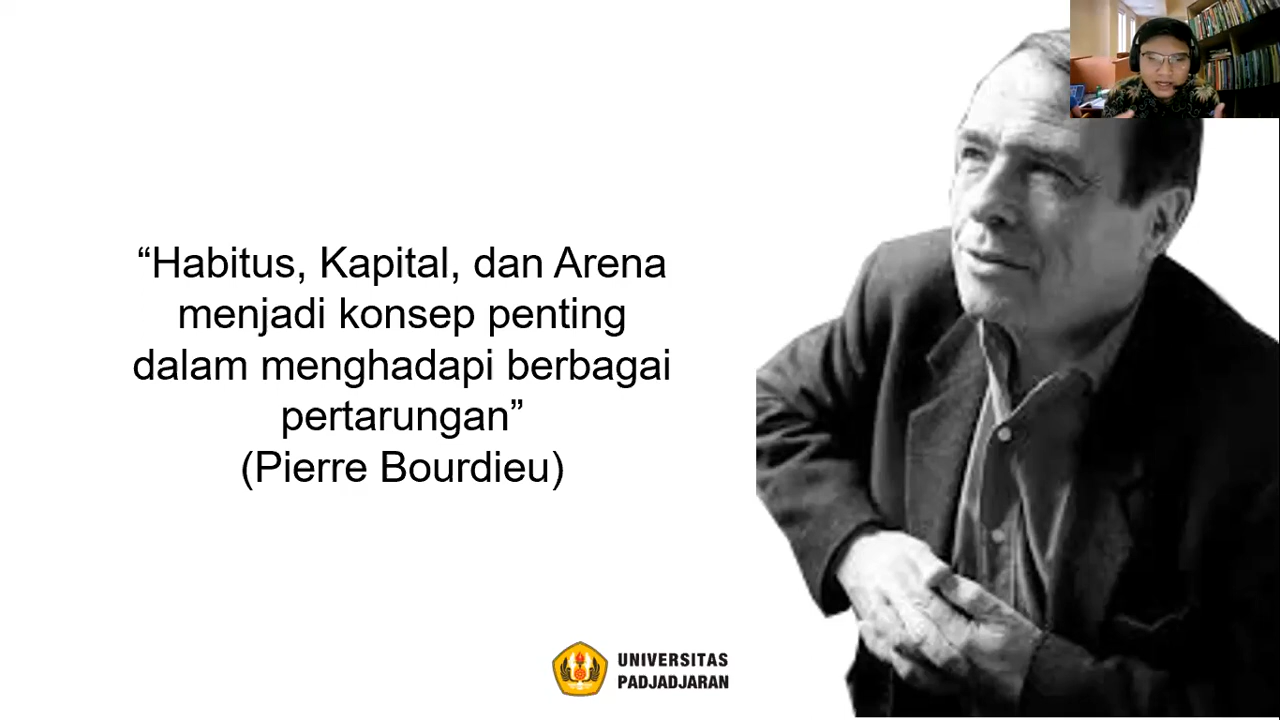 “Habitus, Kapital, dan Arena
menjadi konsep penting
dalam menghadapi berbagai
pertarungan”
(Pierre Bourdieu)
UNIVERSITAS
PADJADJARAN